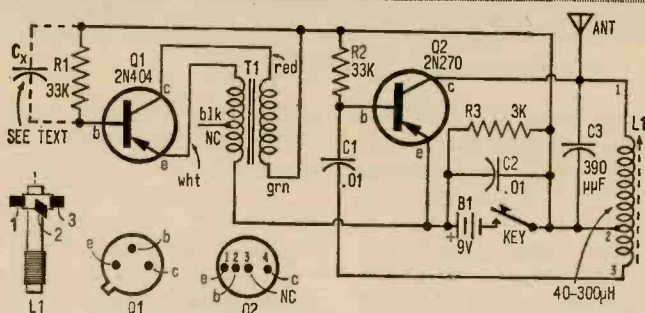 Cx
SEE TEXT
R1
33K
Q1
2N404
b
c
e
wht
blk
NC
T1
red
grn
R2
33K
C1
.01
Q2
2N270
b
c
e
R3
3K
C2
.01
+
B1
9V
KEY
ANT
C3
390
µµF
1
2
3
L1
40-300µH
1
2
3
L1
e
b
c
Q1
e
1
2
3
4
b
NC
c
Q2